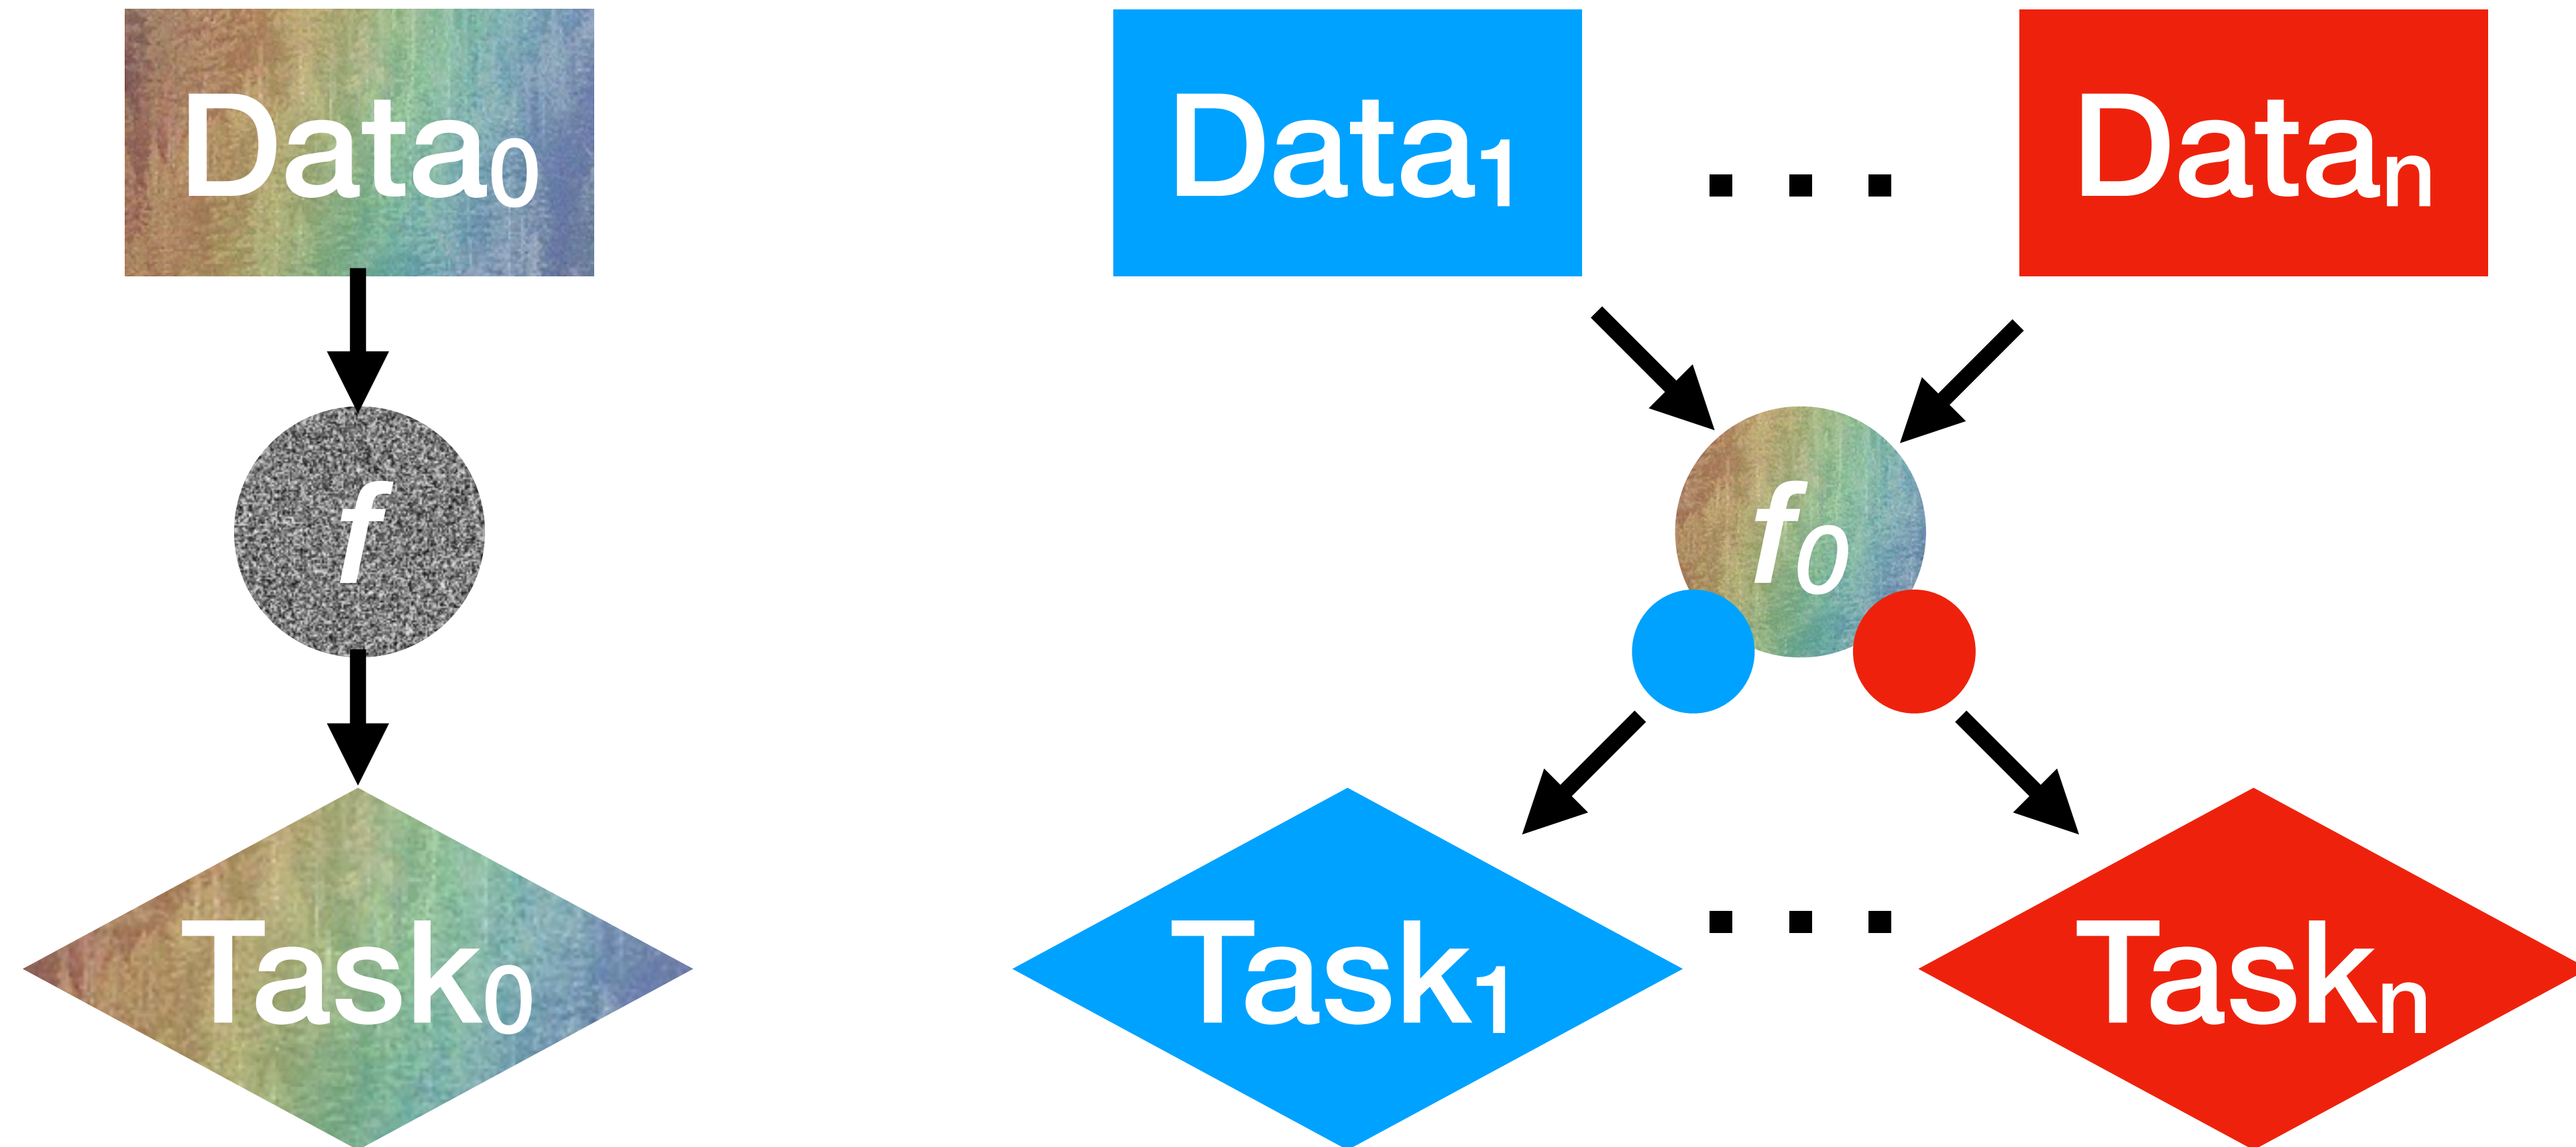 Data₀ Data₁ . . . Dataₙ
f f₀
Task₀ Task₁ . . . Taskₙ